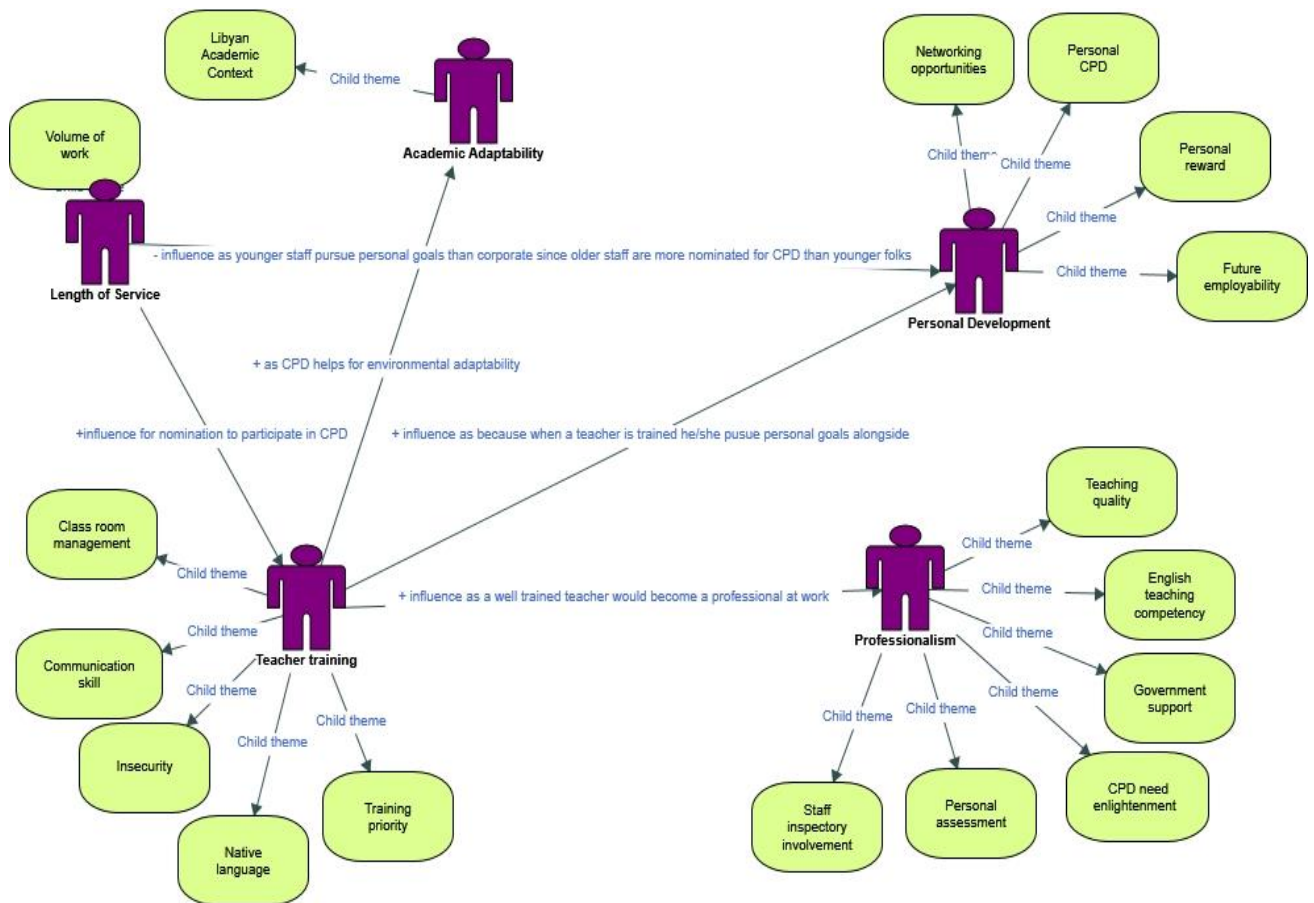 Libyan
Academic
Context
Child theme
Academic Adaptability
Networking
opportunities
Personal
CPD
Child theme
Child theme
Personal
reward
Child theme
Child theme
Future
employability
Personal Development
Volume of
work
Length of Service
- influence as younger staff pursue personal goals than corporate since older staff are more nominated for CPD than younger folks
+ as CPD helps for environmental adaptability
+influence for nomination to participate in CPD
+ influence as because when a teacher is trained he/she pusue personal goals alongside
Class room
management
Child theme
Child theme
Communication
skill
Teacher training
Child theme
Insecurity
Child theme
Native
language
Child theme
Training
priority
+ influence as a well trained teacher would become a professional at work
Professionalism
Child theme
Teaching
quality
Child theme
English
teaching
competency
Child theme
Government
support
Child theme
CPD need
enlightenment
Child theme
Personal
assessment
Child theme
Staff
inspectory
involvement